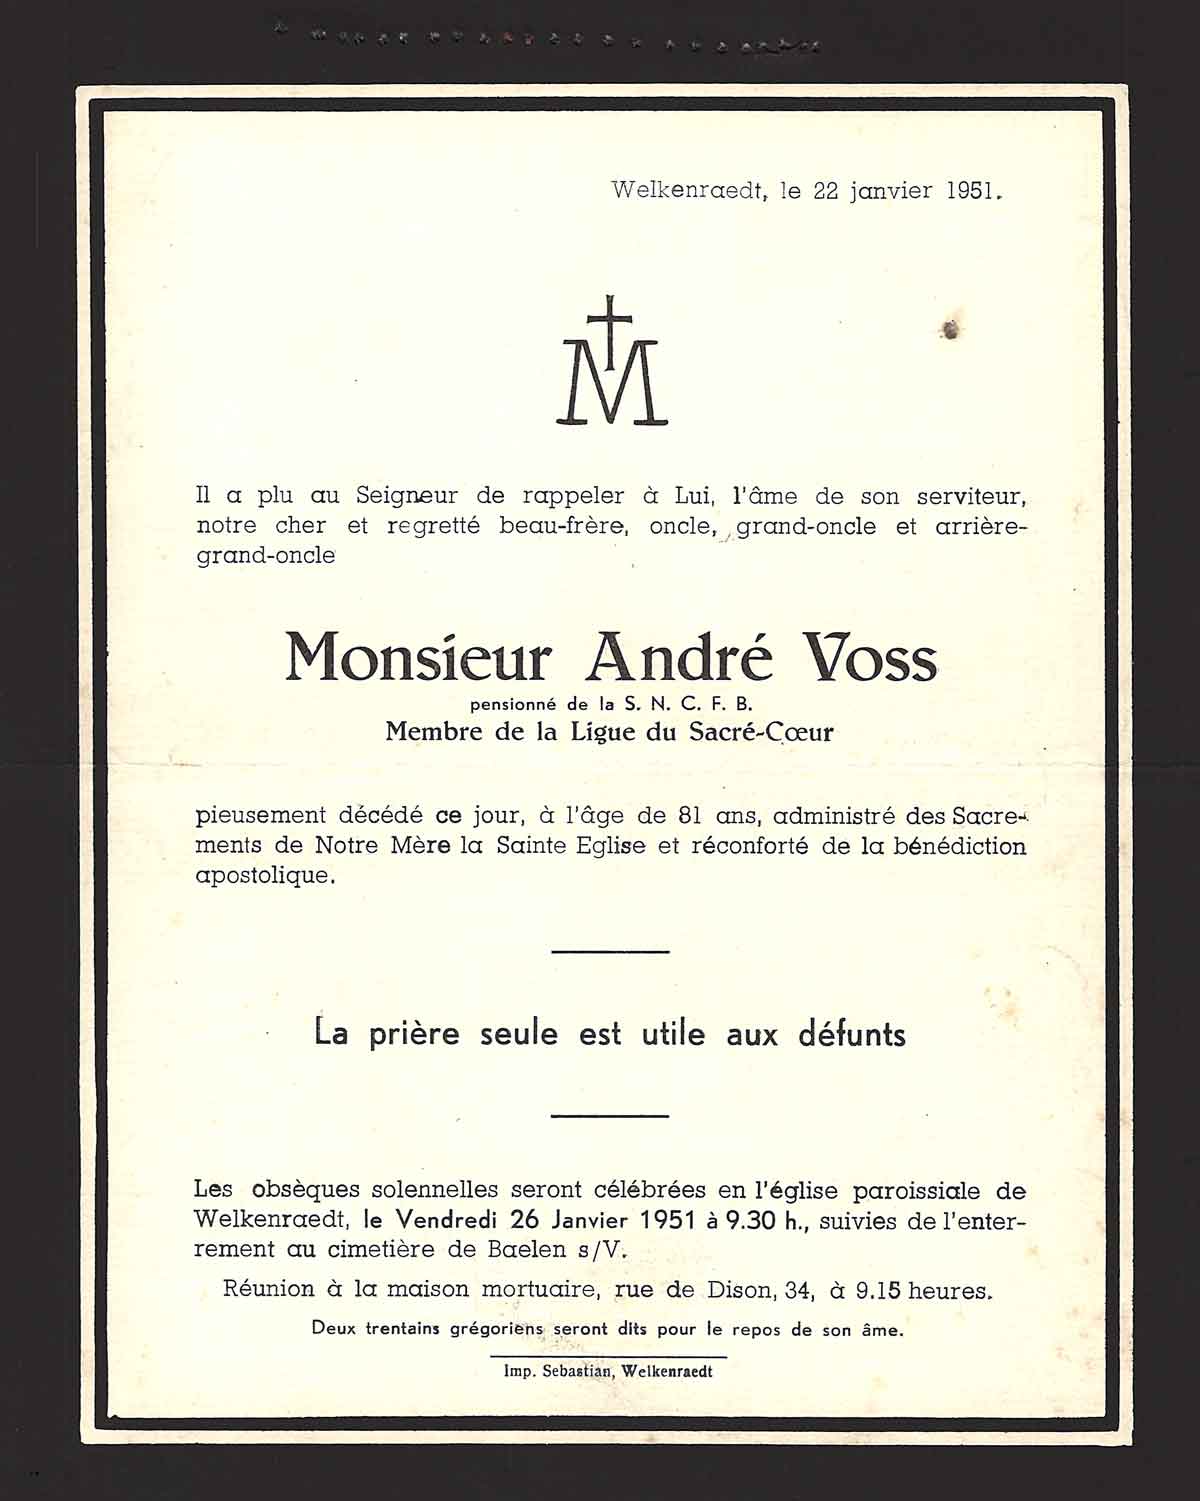 Welkenraedt, le 22 janvier 1951.
M
Il a plu au Seigneur de rappeler à Lui, l'âme de son serviteur,
notre cher et regretté beau-frère, oncle, grand-oncle et arrière-
grand-oncle
Monsieur André Voss
pensionné de la S. N. C. F. B.
Membre de la Ligue du Sacré-Cœur
pieusement décédé ce jour, à l'âge de 81 ans, administré des Sacre-
ments de Notre Mère la Sainte Eglise et réconforté de la bénédiction
apostolique.
La prière seule est utile aux défunts
Les obsèques solennelles seront célébrées en l'église paroissiale de
Welkenraedt, le Vendredi 26 Janvier 1951 à 9.30 h., suivies de l'enter-
rement au cimetière de Baelen s/V.
Réunion à la maison mortuaire, rue de Dison, 34, à 9.15 heures.
Deux trentains grégoriens seront dits pour le repos de son âme.
Imp. Sebastian, Welkenraedt